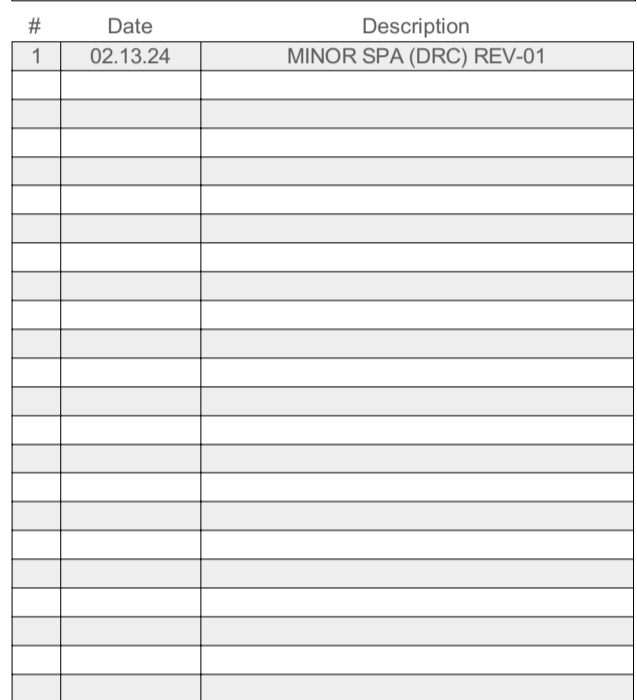 # Date Description
1 02.13.24 MINOR SPA (DRC) REV-01